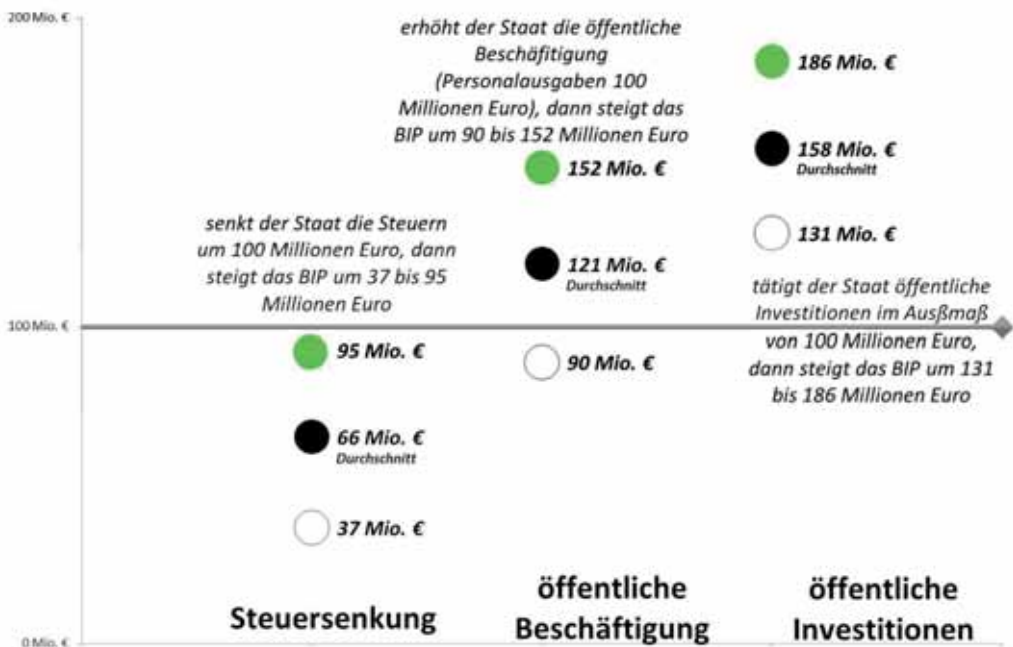 200 Mio. €
erhöht der Staat die öffentliche
Beschäfitigung
(Personalausgaben 100
Millionen Euro), dann steigt das
BIP um 90 bis 152 Millionen Euro
186 Mio. €
158 Mio. €
Durchschnitt
152 Mio. €
131 Mio. €
senkt der Staat die Steuern
um 100 Millionen Euro, dann
steigt das BIP um 37 bis 95
Millionen Euro
121 Mio. €
Durchschnitt
tätigt der Staat öffentliche
Investitionen im Ausßmaß
von 100 Millionen Euro,
dann steigt das BIP um 131
bis 186 Millionen Euro
100 Mio. €
95 Mio. €
90 Mio. €
66 Mio. €
Durchschnitt
37 Mio. €
Steuersenkung
öffentliche
Beschäftigung
öffentliche
Investitionen
0 Mio. €